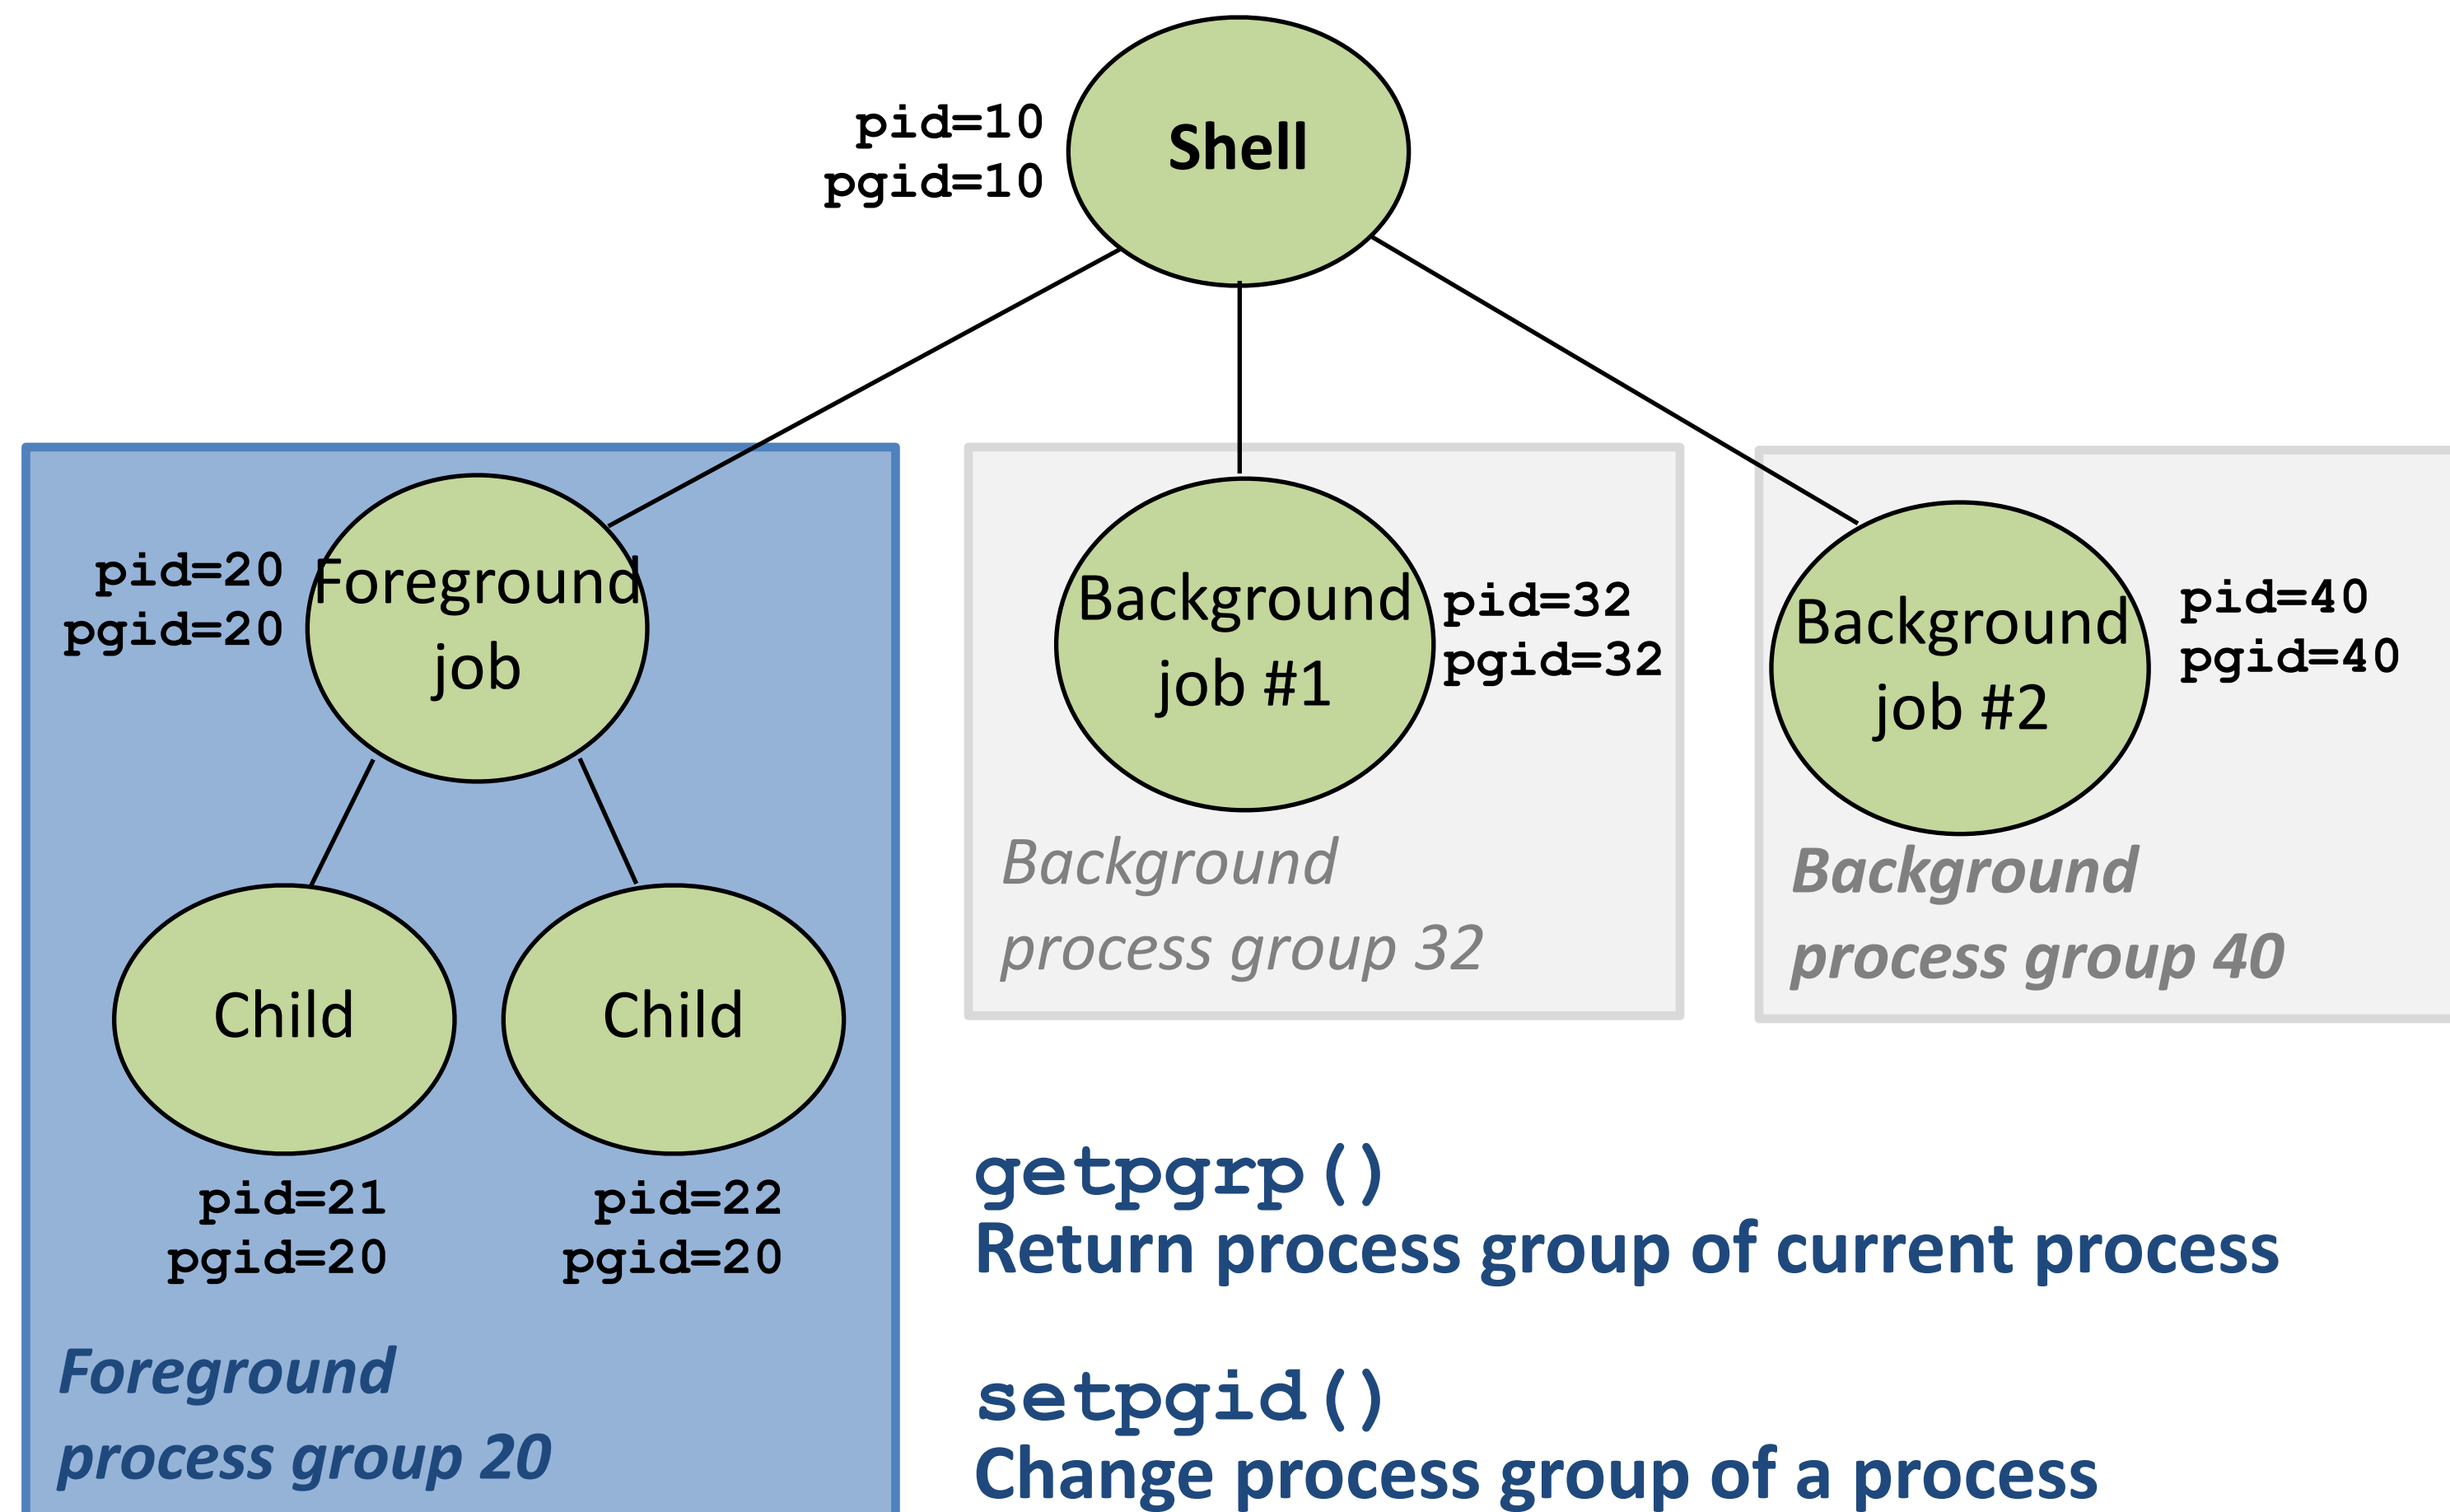 pid=10
pgid=10
Shell
pid=20
pgid=20
Foreground
job
Background
job #1
pid=32
pgid=32
Background
job #2
pid=40
pgid=40
Background
process group 32
Background
process group 40
Child
Child
pid=21
pgid=20
pid=22
pgid=20
Foreground
process group 20
getpgrp()
Return process group of current process
setpgid()
Change process group of a process